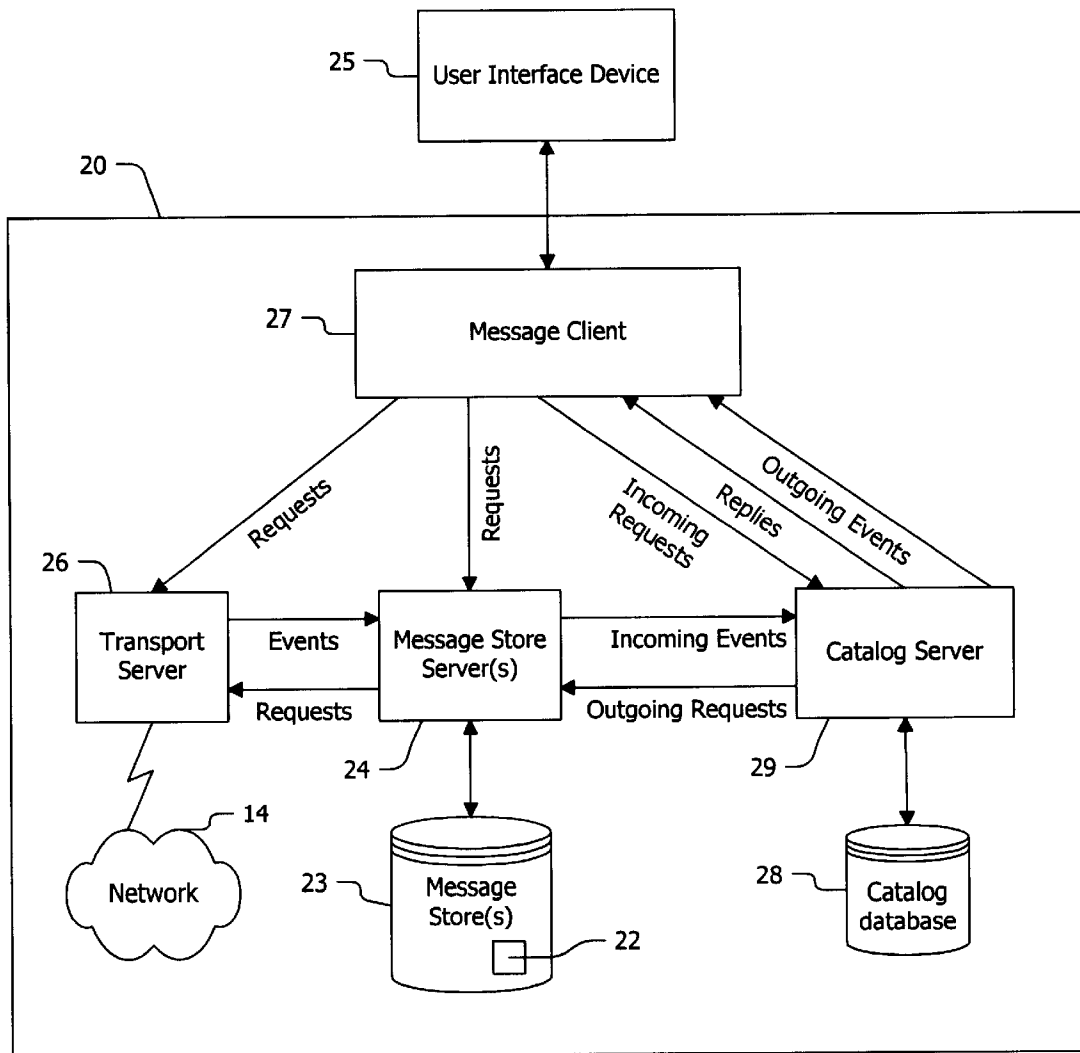 25
User Interface Device
20
27
Message Client
Requests
Requests
Incoming
Requests
Replies
Outgoing Events
26
Transport
Server
Events
Requests
Message Store
Server(s)
Incoming Events
Outgoing Requests
Catalog Server
24
29
14
Network
23
Message
Store(s)
22
28
Catalog
database